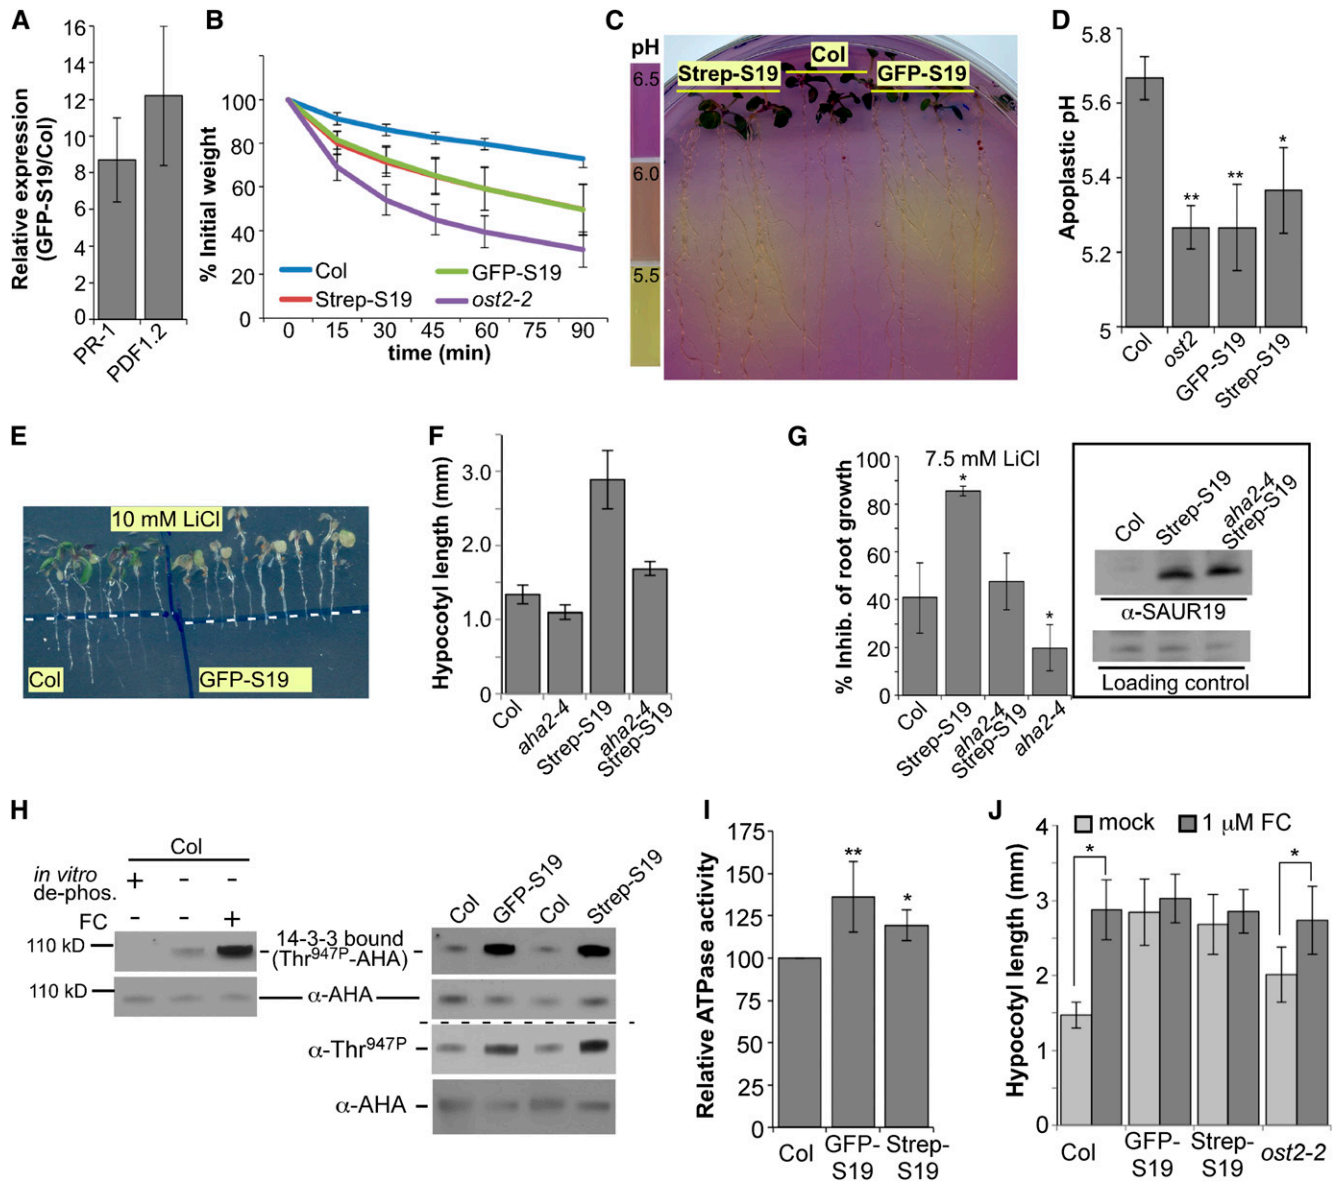 A
16
14
12
10
8
6
4
2
0
Relative expression
(GFP-S19/Col)
PR-1
PDF1.2
B
100
80
60
40
20
0
% Initial weight
Col
Strep-S19
GFP-S19
ost2-2
0 15 30 45 60 75 90
time (min)
C
pH
6.5
6.0
5.5
Strep-S19
Col
GFP-S19
D
5.8
5.6
5.4
5.2
5
Apoplastic pH
**
**
*
Col
ost2
GFP-S19
Strep-S19
E
10 mM LiCl
Col
GFP-S19
F
3.0
2.0
1.0
0
Hypocotyl length (mm)
Col
aha2-4
Strep-S19
aha2-4
Strep-S19
G
100
80
60
40
20
0
% Inhib. of root growth
7.5 mM LiCl
*
*
Col
Strep-S19
aha2-4
Strep-S19
aha2-4
Col
Strep-S19
aha2-4
Strep-S19
α-SAUR19
Loading control
H
Col
in vitro
de-phos.
+ - -
FC
- - +
110 kD
110 kD
14-3-3 bound
(Thr947P-AHA)
α-AHA
α-Thr947P
α-AHA
Col
GFP-S19
Col
Strep-S19
I
175
150
125
100
75
50
25
0
Relative ATPase activity
**
*
Col
GFP-
S19
Strep-
S19
J
mock
1 μM FC
4
3
2
1
0
Hypocotyl length (mm)
*
*
Col
GFP-
S19
Strep-
S19
ost2-2